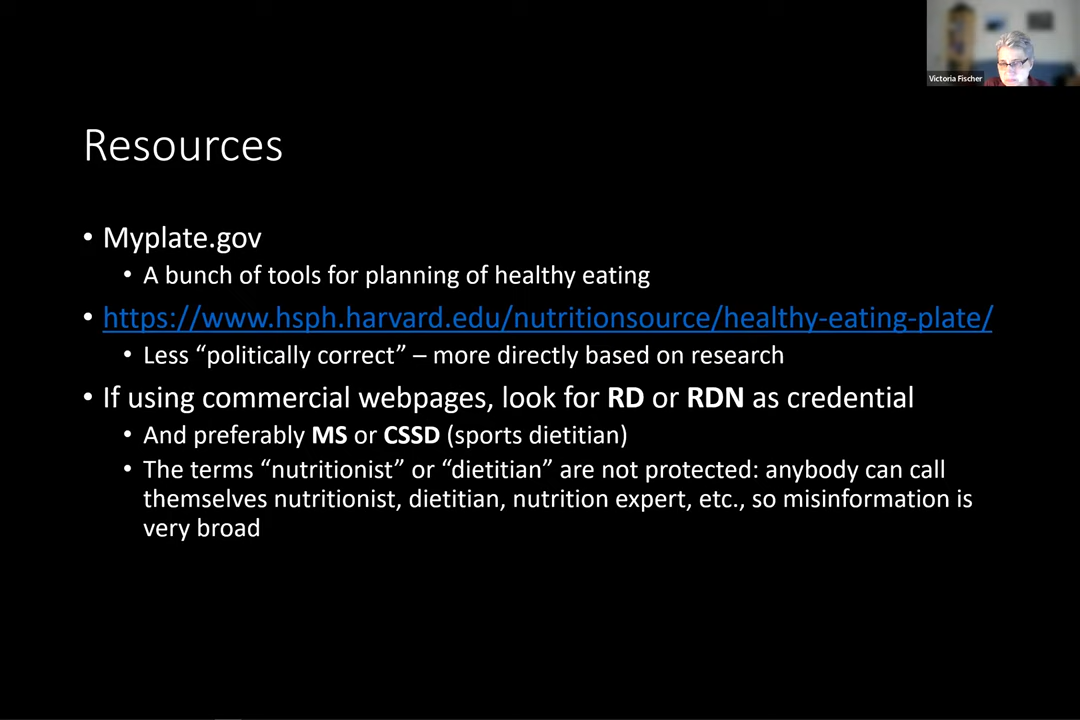 Victoria Fischer
Resources
• Myplate.gov
• A bunch of tools for planning of healthy eating
• https://www.hsph.harvard.edu/nutritionsource/healthy-eating-plate/
• Less “politically correct” – more directly based on research
• If using commercial webpages, look for RD or RDN as credential
• And preferably MS or CSSD (sports dietitian)
• The terms “nutritionist” or “dietitian” are not protected: anybody can call
themselves nutritionist, dietitian, nutrition expert, etc., so misinformation is
very broad